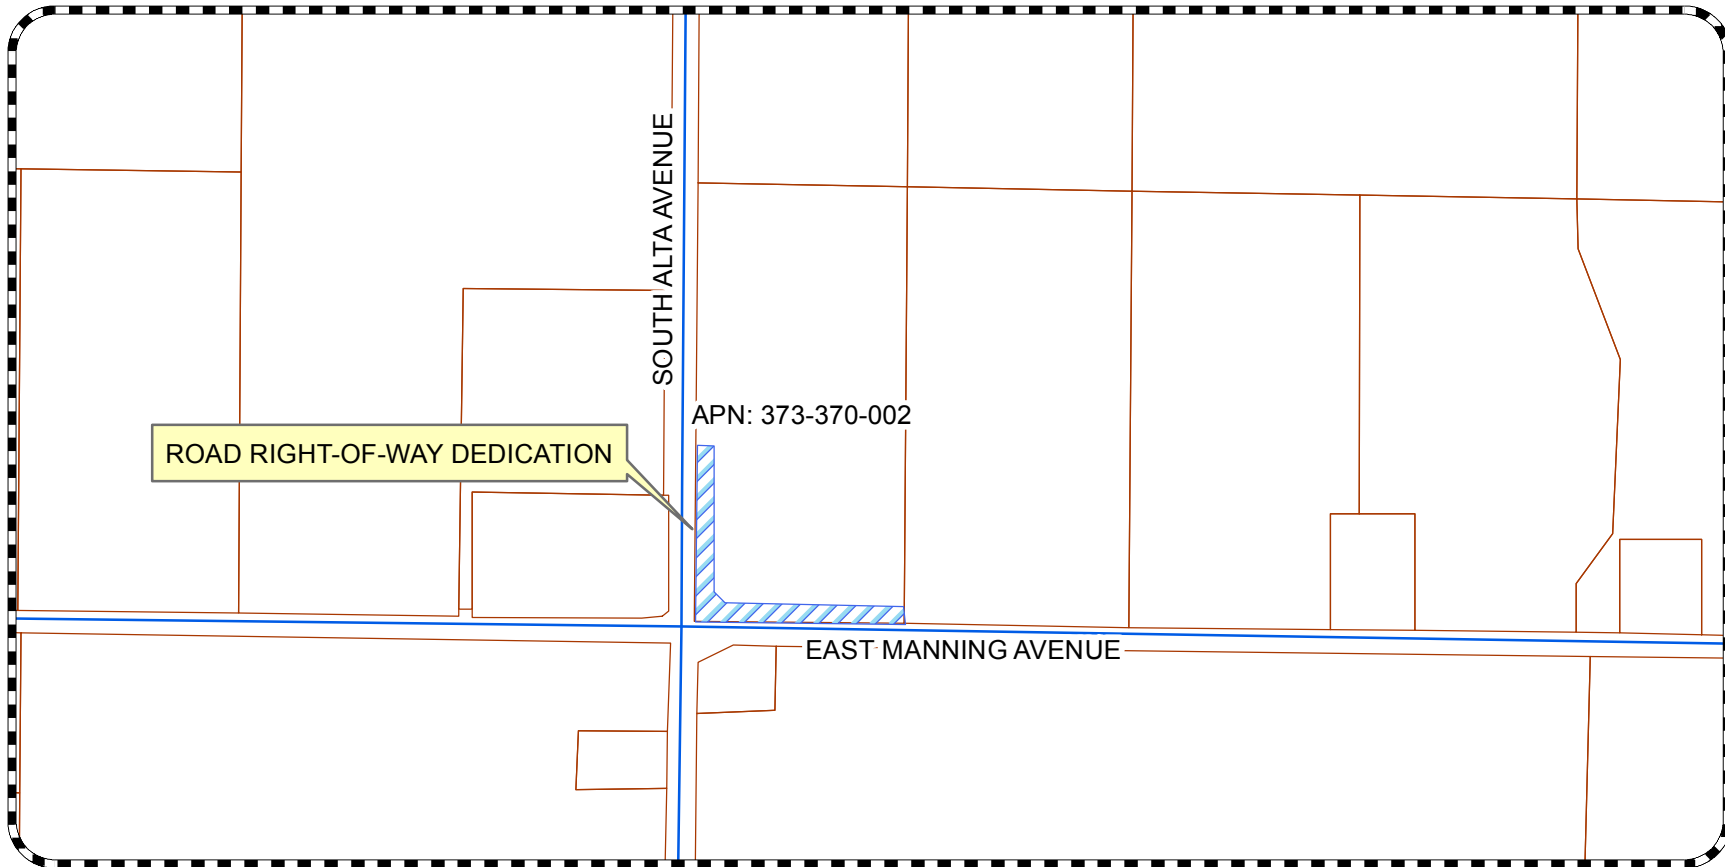 SOUTH ALTA AVENUE
APN: 373-370-002
ROAD RIGHT-OF-WAY DEDICATION
EAST MANNING AVENUE